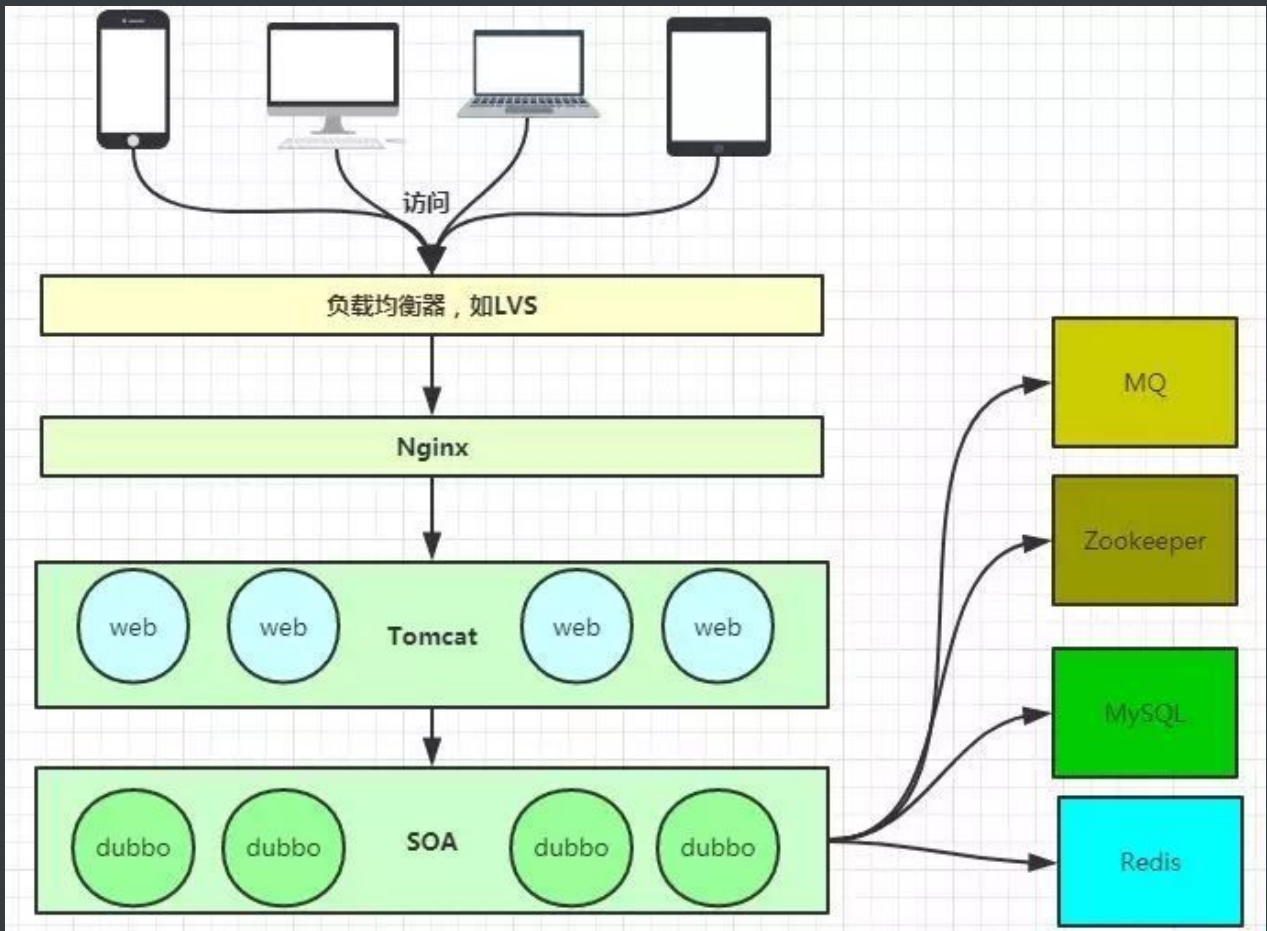 访问
负载均衡器，如LVS
Nginx
web
web
Tomcat
web
web
dubbo
dubbo
SOA
dubbo
dubbo
MQ
Zookeeper
MySQL
Redis